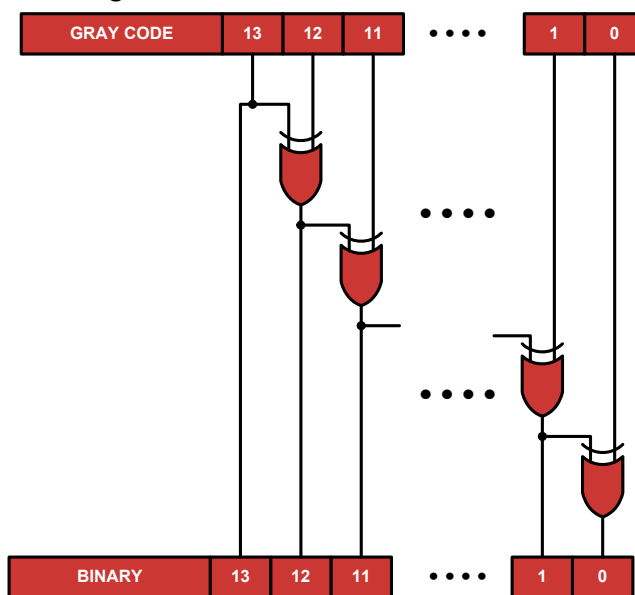 GRAY CODE 13 12 11 •••• 1 0
BINARY 13 12 11 •••• 1 0